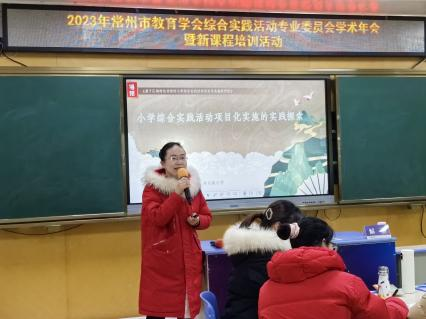 2023年常州市教育学会综合实践活动专业委员会学术年会
暨新课程培训活动
小学综合实践活动项目化实施的实践探索